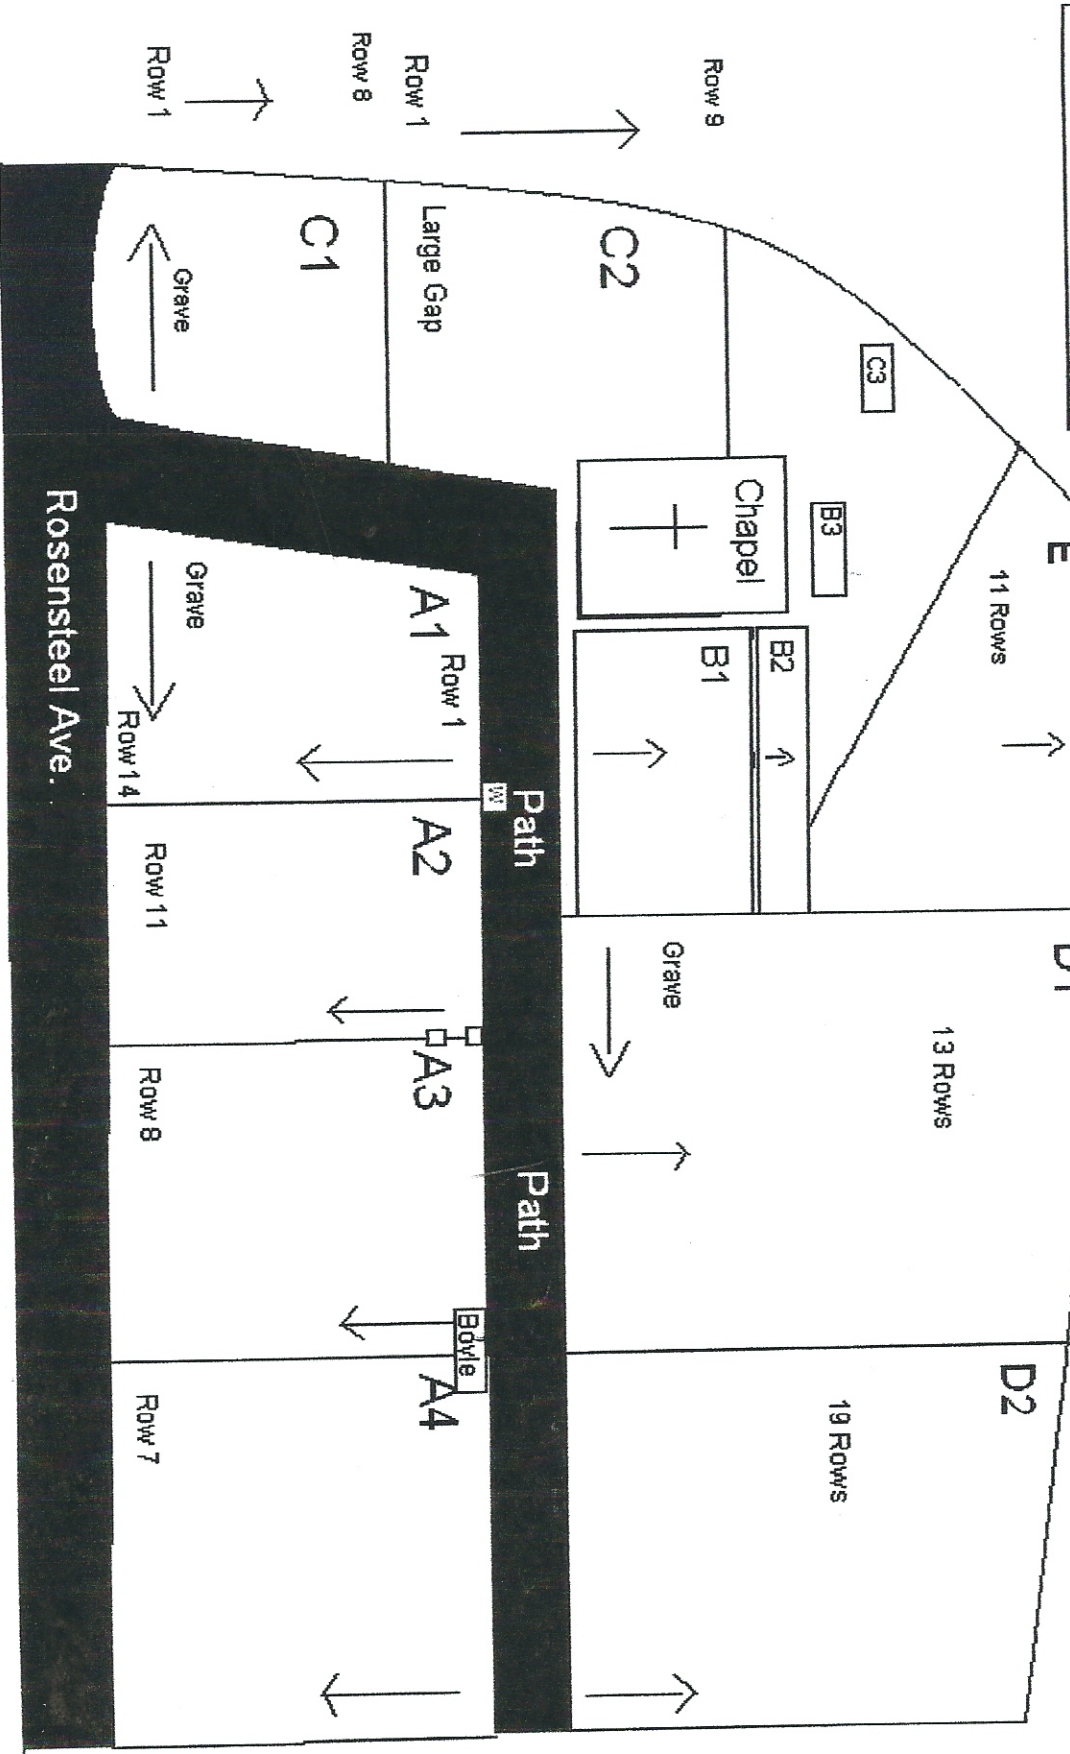 E
D1
D2
11 Rows
13 Rows
C3
B3
19 Rows
Row 9
Chapel
B2
B1
C2
Grave
Path
Path
W
Row 1
Large Gap
A1
Row 1
A2
A3
Boyle
A4
Row 8
C1
Grave
Grave
Row 1
Row 14
Row 11
Row 8
Row 7
Rosensteel Ave.